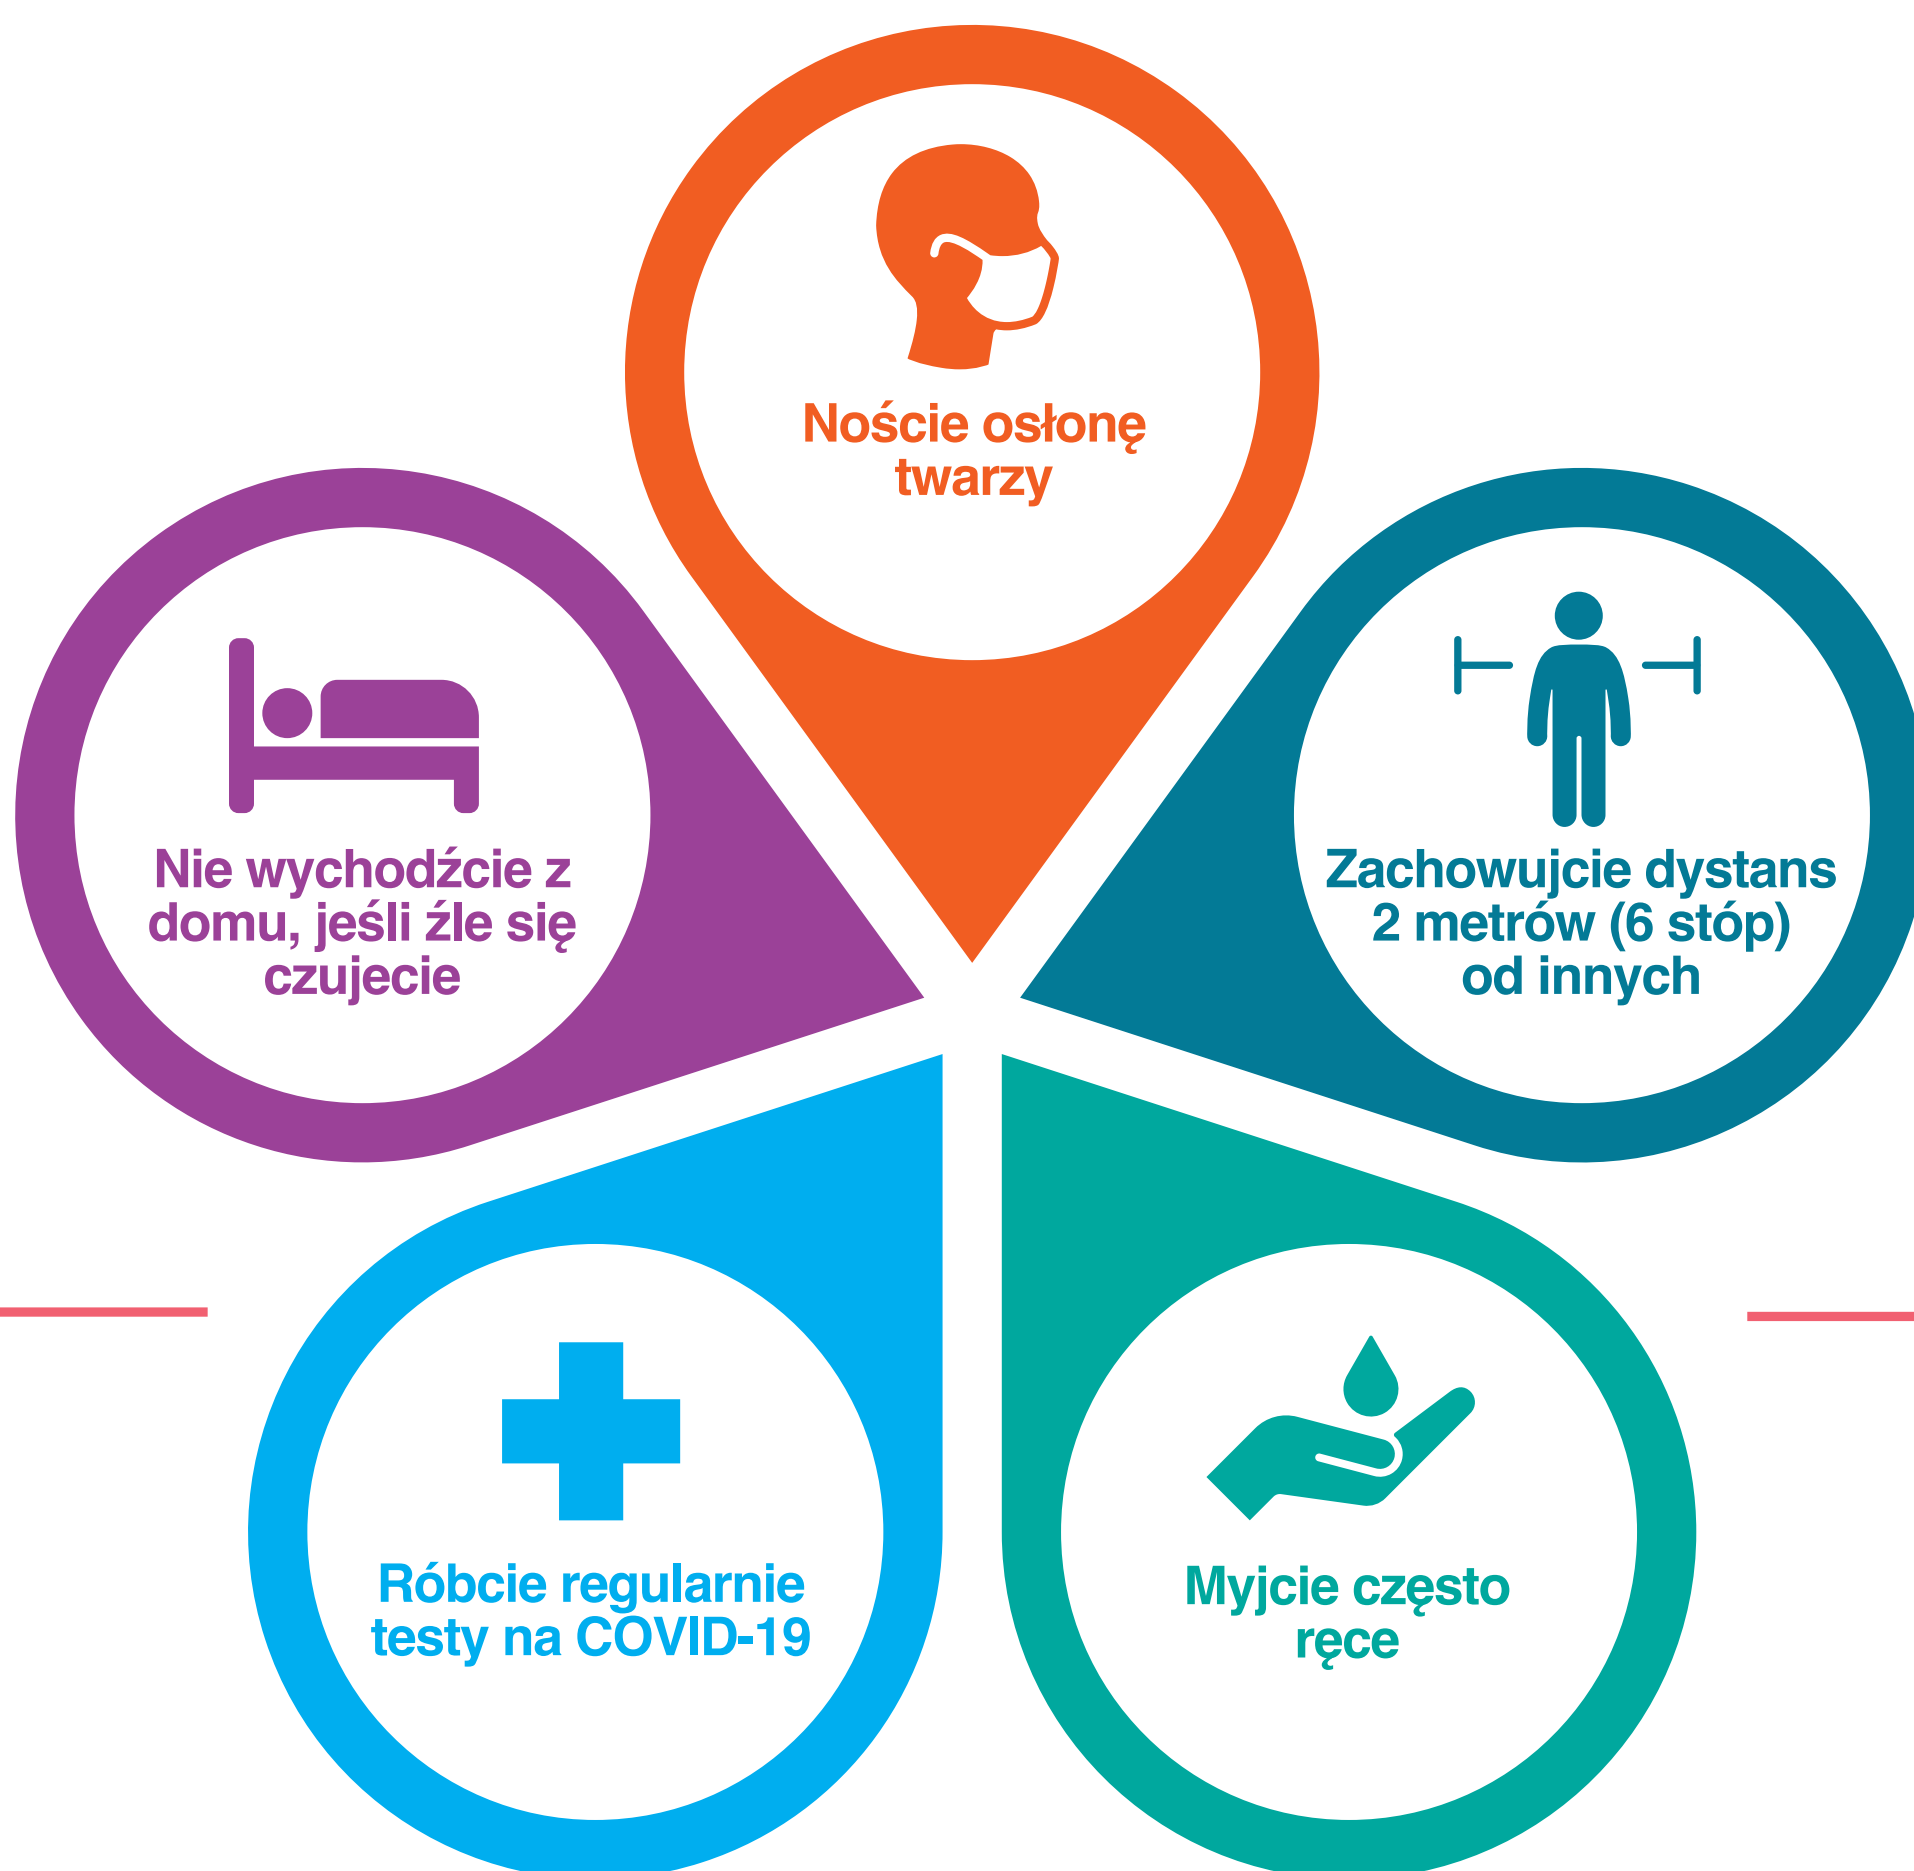 Noście osłonę
twarzy
Nie wychodźcie z
domu, jeśli źle się
czujecie
Zachowujcie dystans
2 metrów (6 stóp)
od innych
Róbcie regularnie
testy na COVID-19
Myjcie często
ręce